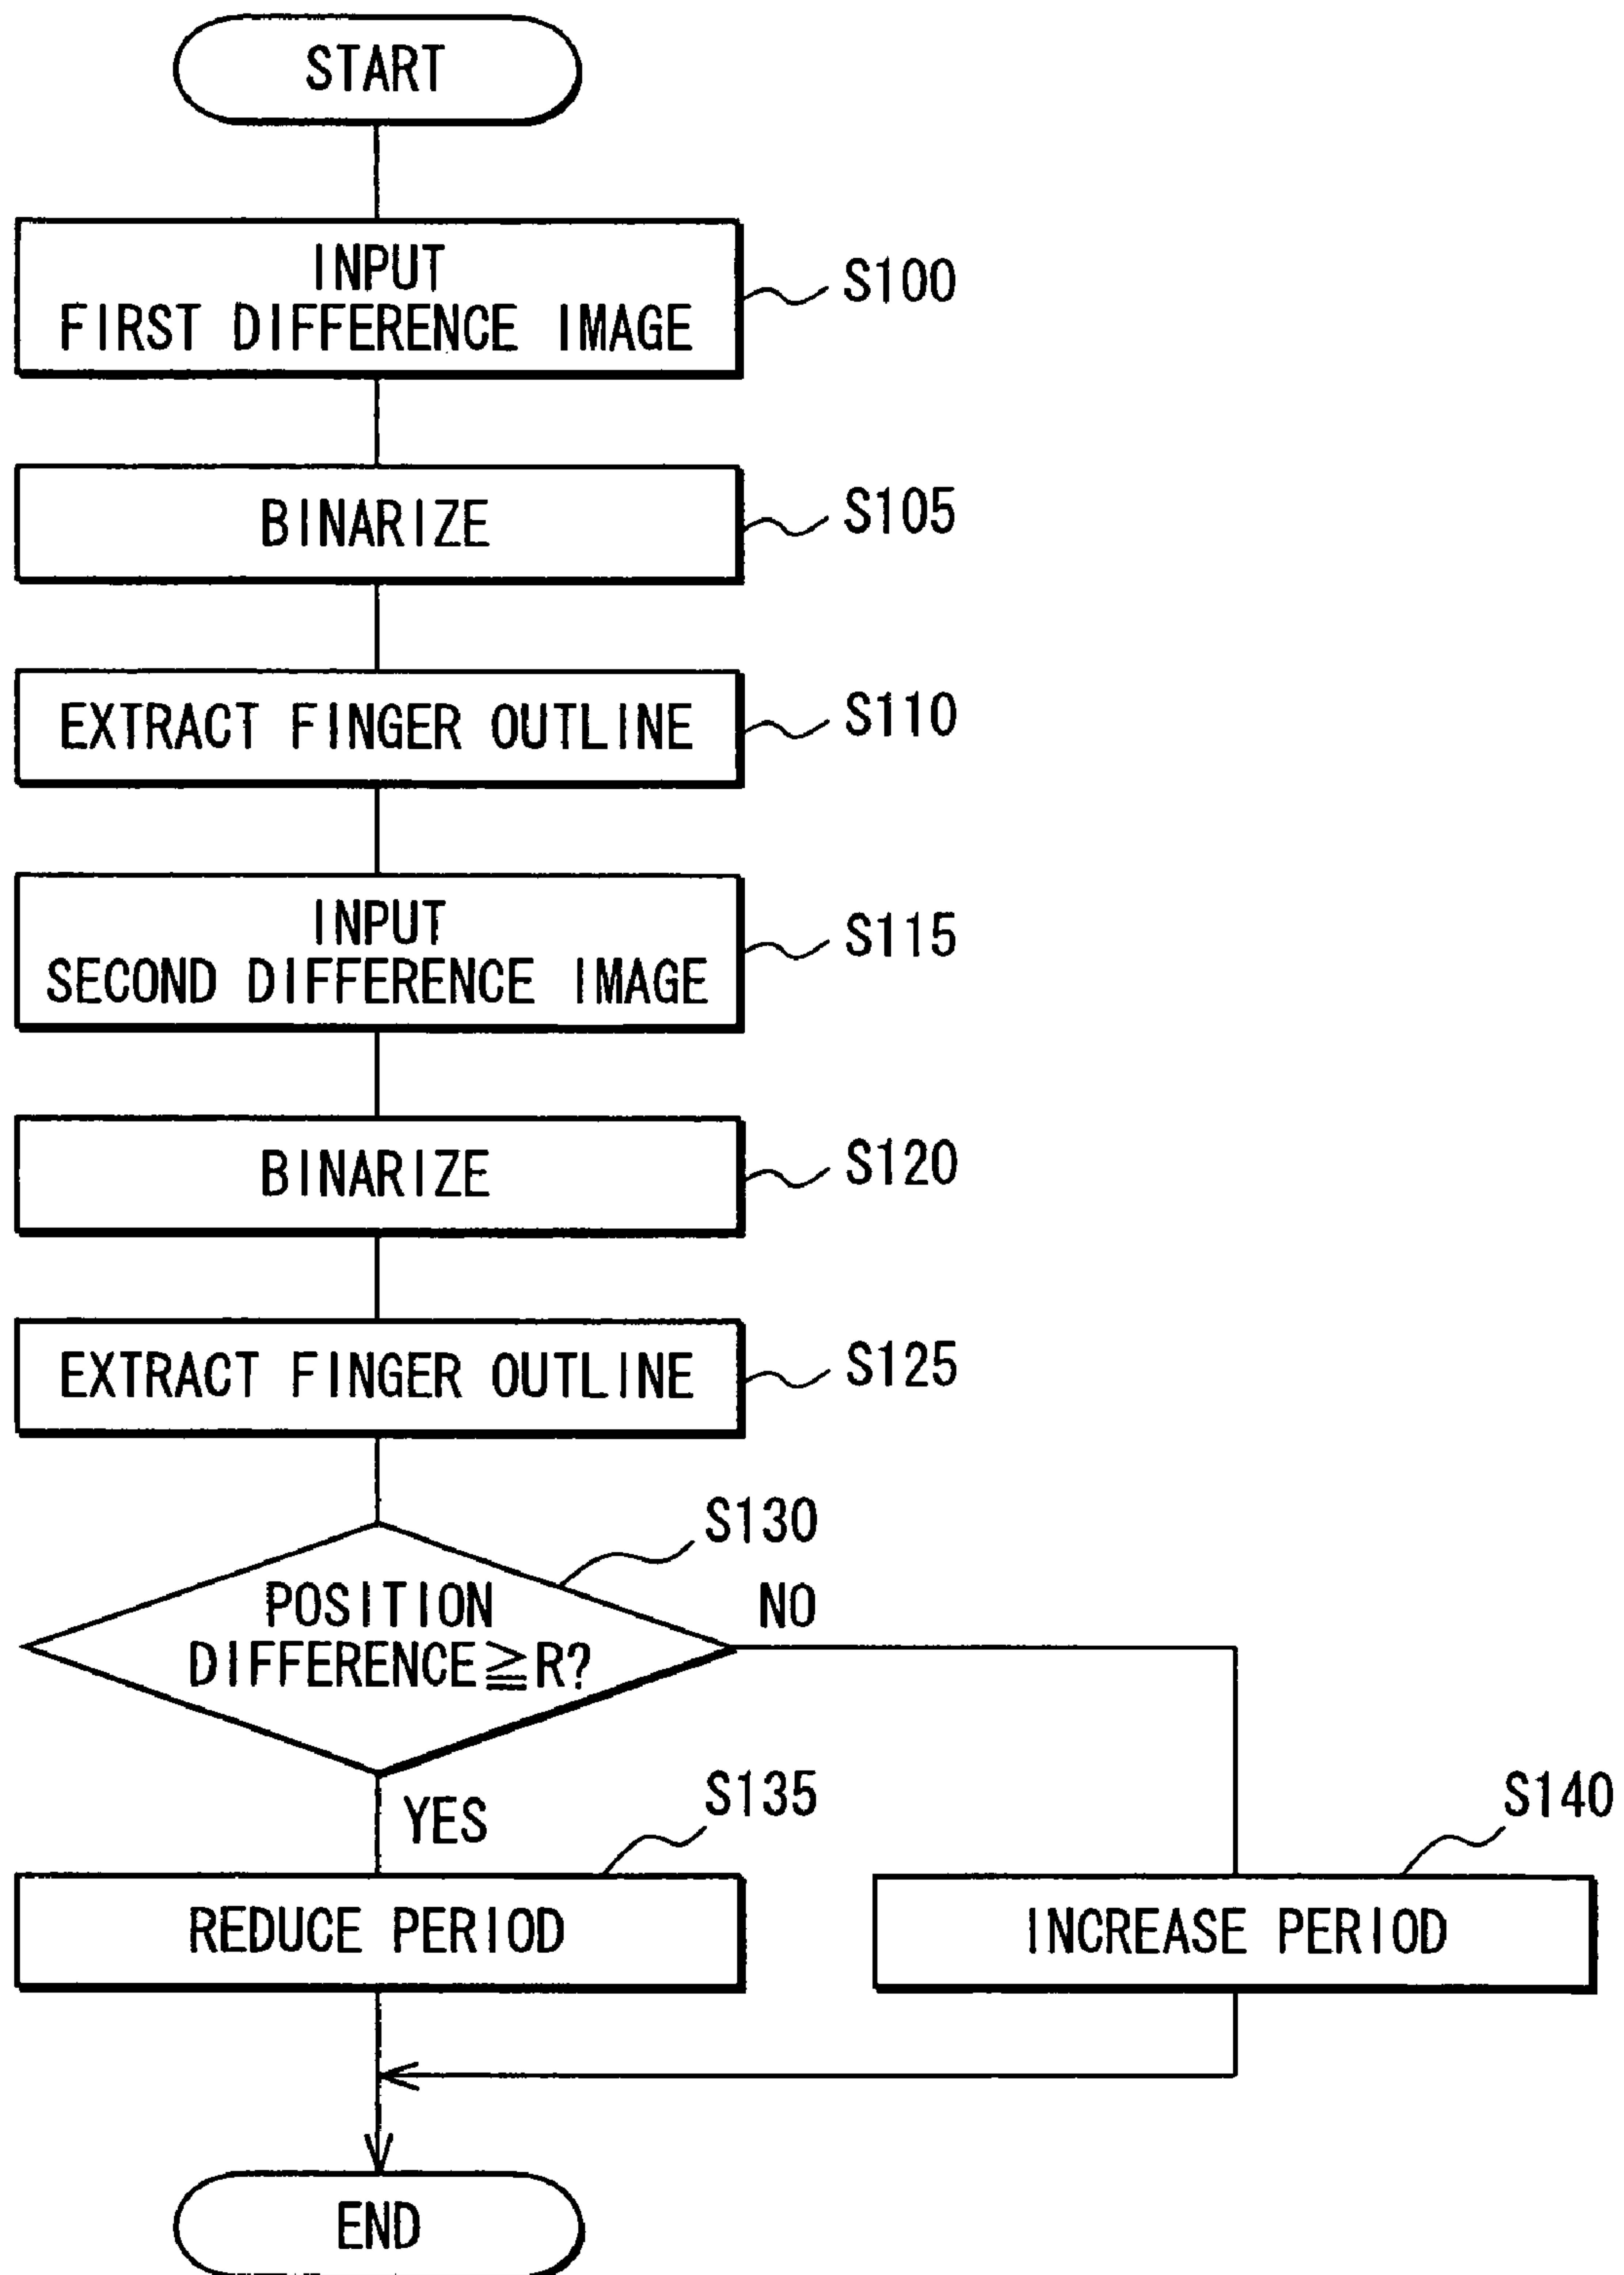 START
INPUT
FIRST DIFFERENCE IMAGE
S100
BINARIZE
S105
EXTRACT FINGER OUTLINE
S110
INPUT
SECOND DIFFERENCE IMAGE
S115
BINARIZE
S120
EXTRACT FINGER OUTLINE
S125
S130
POSITION
DIFFERENCE≧R?
NO
YES
S135
REDUCE PERIOD
S140
INCREASE PERIOD
END